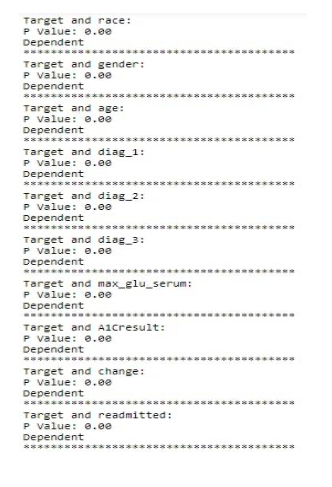 Target and race:
P Value: 0.00
Dependent
****************************************
Target and gender:
P Value: 0.00
Dependent
****************************************
Target and age:
P Value: 0.00
Dependent
****************************************
Target and diag_1:
P Value: 0.00
Dependent
****************************************
Target and diag_2:
P Value: 0.00
Dependent
****************************************
Target and diag_3:
P Value: 0.00
Dependent
****************************************
Target and max_glu_serum:
P Value: 0.00
Dependent
****************************************
Target and A1Cresult:
P Value: 0.00
Dependent
****************************************
Target and change:
P Value: 0.00
Dependent
****************************************
Target and readmitted:
P Value: 0.00
Dependent
****************************************